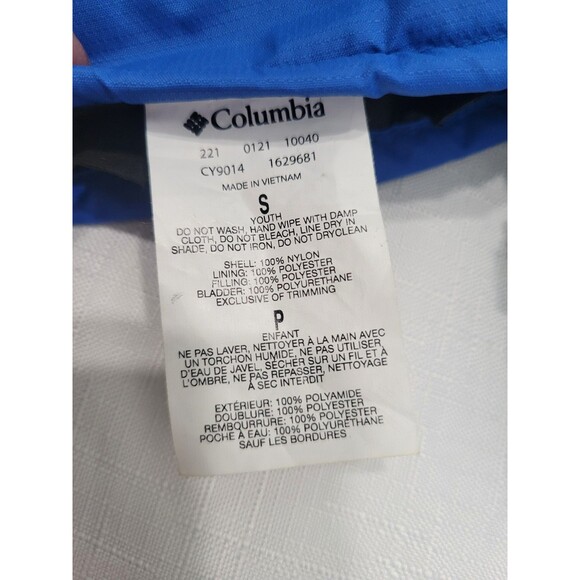 Columbia
221 0121 10040
CY9014 1629681
MADE IN VIETNAM
S
YOUTH
DO NOT WASH, HAND WIPE WITH DAMP
CLOTH, DO NOT BLEACH, LINE DRY IN
SHADE, DO NOT IRON, DO NOT DRYCLEAN
SHELL: 100% NYLON
LINING: 100% POLYESTER
FILLING: 100% POLYESTER
BLADDER: 100% POLYURETHANE
EXCLUSIVE OF TRIMMING
P
ENFANT
NE PAS LAVER, NETTOYER À LA MAIN AVEC
UN TORCHON HUMIDE, NE PAS UTILISER
D'EAU DE JAVEL, SÉCHER SUR UN FIL ET À
L'OMBRE, NE PAS REPASSER, NETTOYAGE
À SEC INTERDIT
EXTÉRIEUR: 100% POLYAMIDE
DOUBLURE: 100% POLYESTER
REMBQURRURE: 100% POLYESTER
POCHE À EAU: 100% POLYURÉTHANE
SAUF LES BORDURES